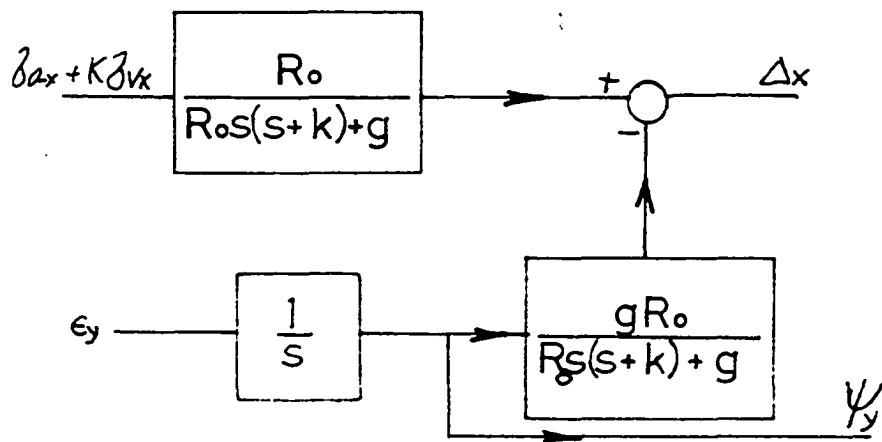 δax + Kδvx
R₀
R₀s(s+k)+g
+
−
Δx
ϵy
1
s
gR₀
R₀s(s+k) + g
ψy